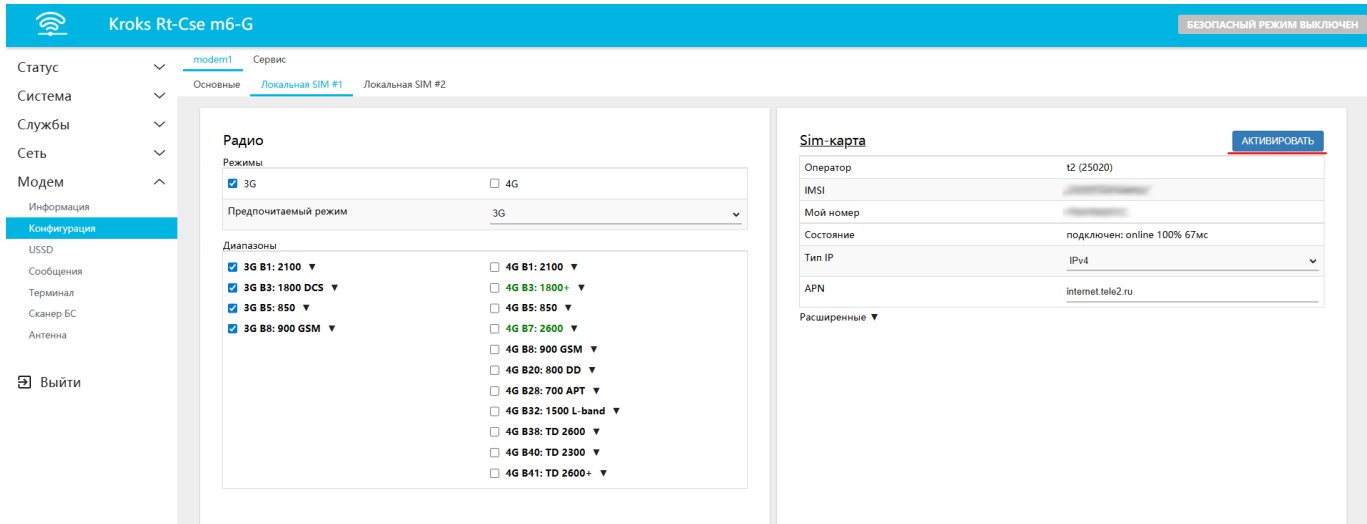 Kroks Rt-Cse m6-G
БЕЗОПАСНЫЙ РЕЖИМ ВЫКЛЮЧЕН
Статус
Система
Службы
Сеть
Модем
Информация
Конфигурация
USSD
Сообщения
Терминал
Сканер БС
Антенна
Выйти
modem1 Сервис
Основные Локальная SIM #1 Локальная SIM #2
Радио
Режимы
3G 4G
Предпочитаемый режим 3G
Диапазоны
3G B1: 2100 ▼ 4G B1: 2100 ▼
3G B3: 1800 DCS ▼ 4G B3: 1800+ ▼
3G B5: 850 ▼ 4G B5: 850 ▼
3G B8: 900 GSM ▼ 4G B7: 2600 ▼
4G B8: 900 GSM ▼
4G B20: 800 DD ▼
4G B28: 700 APT ▼
4G B32: 1500 L-band ▼
4G B38: TD 2600 ▼
4G B40: TD 2300 ▼
4G B41: TD 2600+ ▼
Sim-карта АКТИВИРОВАТЬ
Оператор t2 (25020)
IMSI
Мой номер
Состояние подключен: online 100% 67мс
Тип IP IPv4
APN internet.tele2.ru
Расширенные ▼